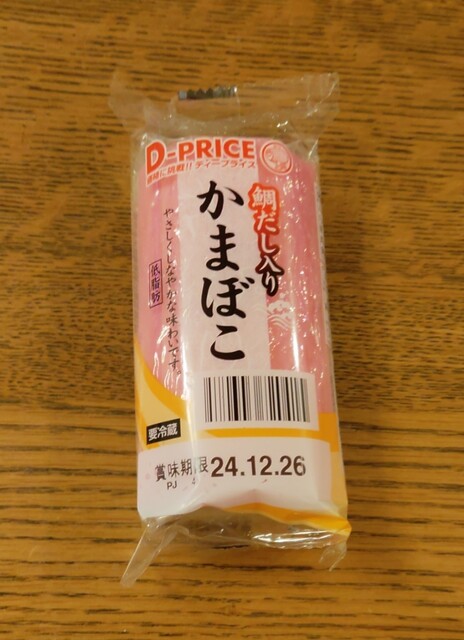 D-PRICE
価格に挑戦!!ディープライス
鯛だし入り
かまぼこ
やさしくしなやかな味わいです。
低脂肪
要冷蔵
賞味期限 24.12.26
PJ